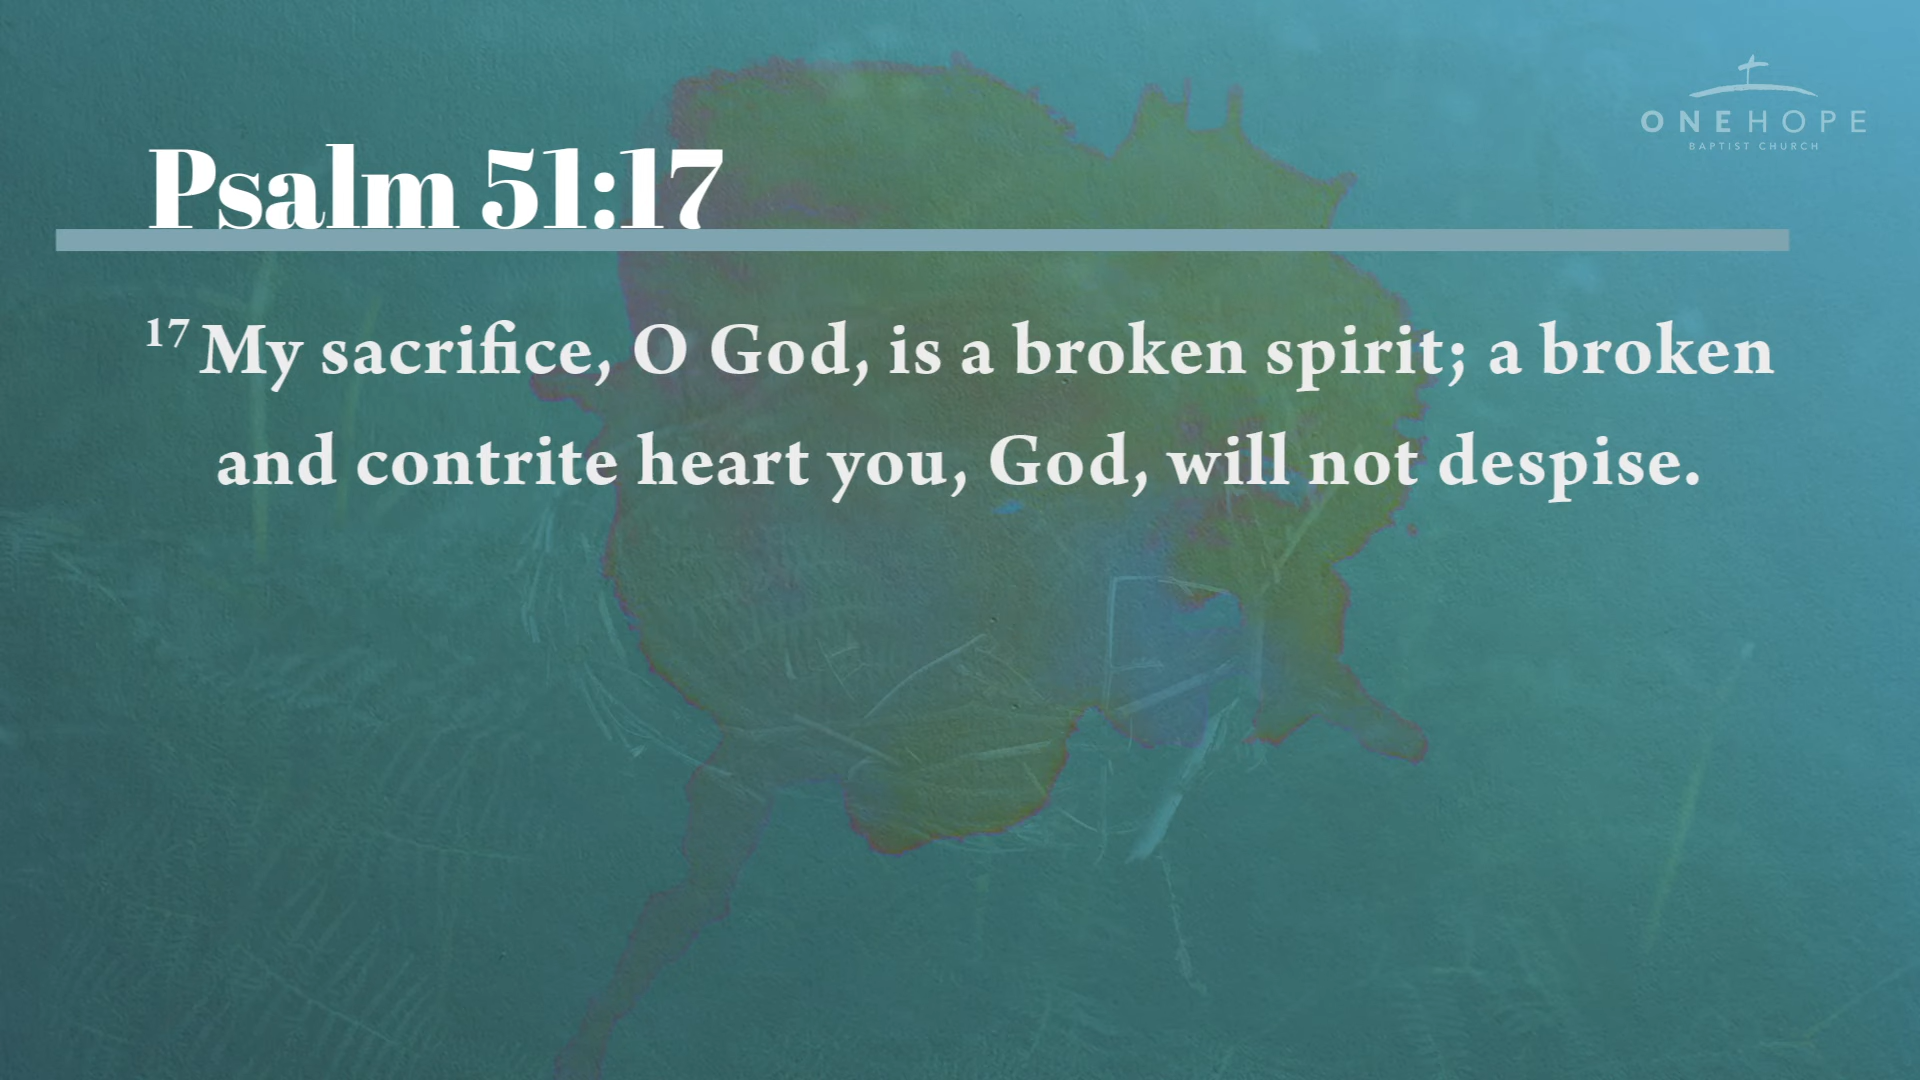 ONEHOPE
BAPTIST CHURCH
Psalm 51:17
17 My sacrifice, O God, is a broken spirit; a broken
and contrite heart you, God, will not despise.